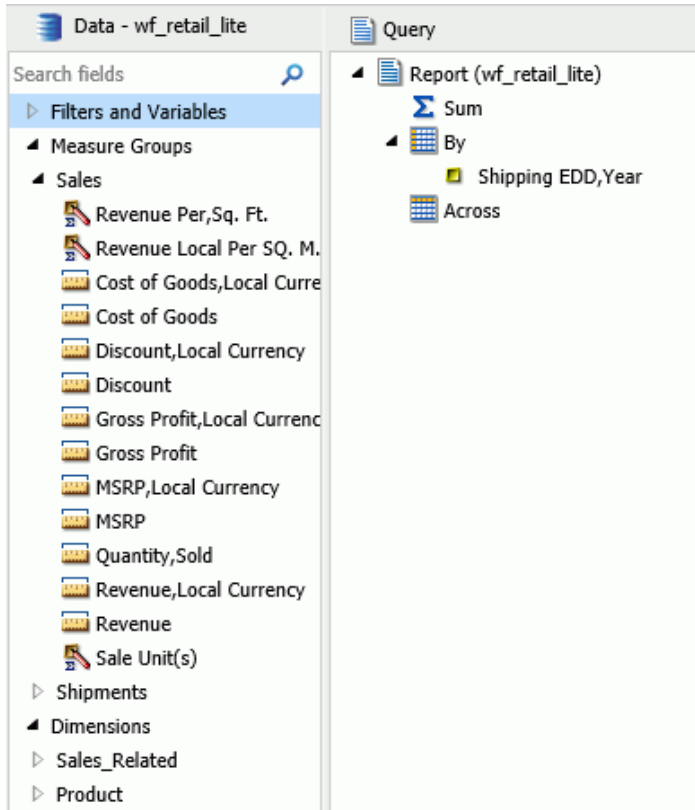 Data - wf_retail_lite
Search fields
Filters and Variables
Measure Groups
Sales
Revenue Per,Sq. Ft.
Revenue Local Per SQ. M.
Cost of Goods,Local Curre
Cost of Goods
Discount,Local Currency
Discount
Gross Profit,Local Currenc
Gross Profit
MSRP,Local Currency
MSRP
Quantity,Sold
Revenue,Local Currency
Revenue
Sale Unit(s)
Shipments
Dimensions
Sales_Related
Product
Query
Report (wf_retail_lite)
Sum
By
Shipping EDD,Year
Across